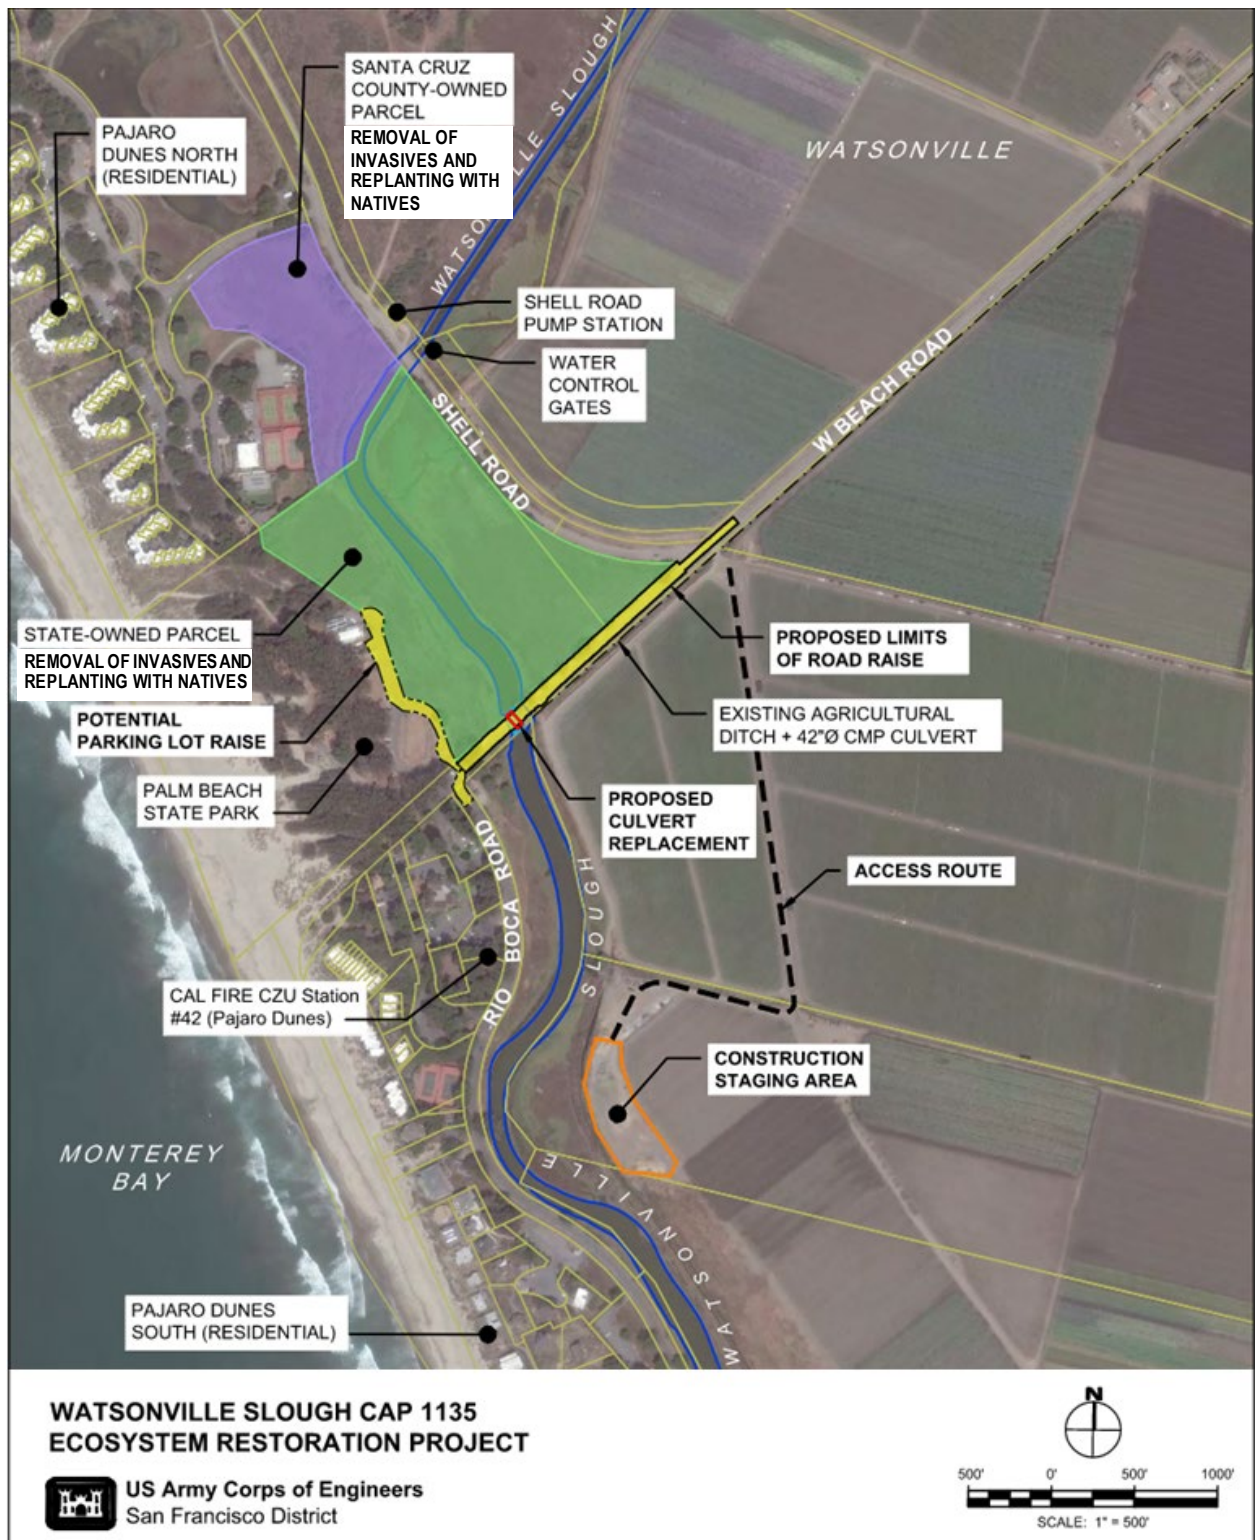 SANTA CRUZ
COUNTY-OWNED
PARCEL
REMOVAL OF
INVASIVES AND
REPLANTING WITH
NATIVES
WATSONVILLE SLOUGH
PAJARO
DUNES NORTH
(RESIDENTIAL)
WATSONVILLE
SHELL ROAD
PUMP STATION
WATER
CONTROL
GATES
SHELL ROAD
W BEACH ROAD
STATE-OWNED PARCEL
REMOVAL OF INVASIVES AND
REPLANTING WITH NATIVES
PROPOSED LIMITS
OF ROAD RAISE
POTENTIAL
PARKING LOT RAISE
EXISTING AGRICULTURAL
DITCH + 42"Ø CMP CULVERT
PALM BEACH
STATE PARK
PROPOSED
CULVERT
REPLACEMENT
ACCESS ROUTE
RIO BOCA ROAD
WATSONVILLE SLOUGH
CAL FIRE CZU Station
#42 (Pajaro Dunes)
CONSTRUCTION
STAGING AREA
MONTEREY
BAY
PAJARO DUNES
SOUTH (RESIDENTIAL)
WATSONVILLE SLOUGH CAP 1135
ECOSYSTEM RESTORATION PROJECT
US Army Corps of Engineers
San Francisco District
N
500' 0' 500' 1000'
SCALE: 1" = 500'